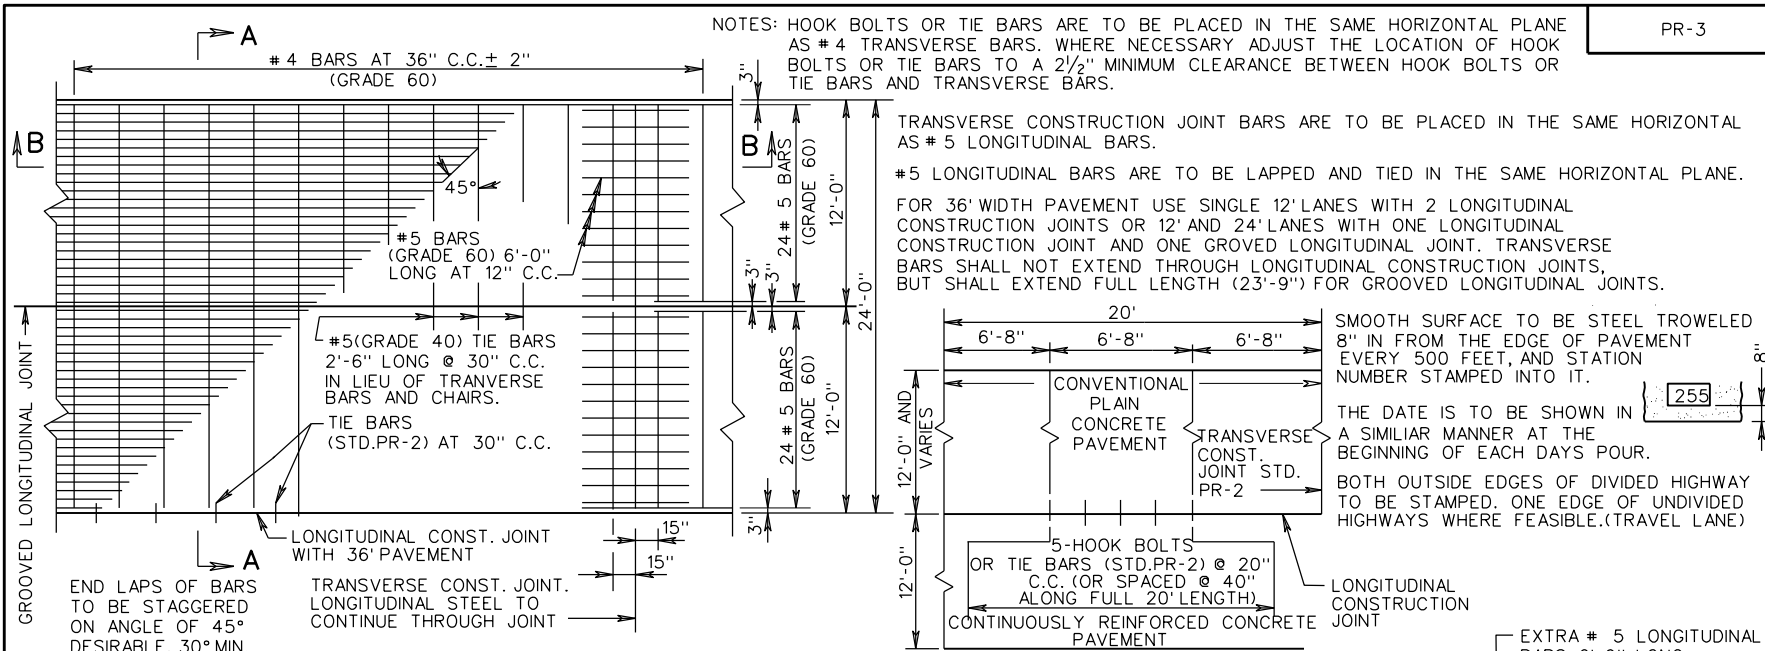 PR-3
NOTES: HOOK BOLTS OR TIE BARS ARE TO BE PLACED IN THE SAME HORIZONTAL PLANE
AS #4 TRANSVERSE BARS. WHERE NECESSARY ADJUST THE LOCATION OF HOOK
BOLTS OR TIE BARS TO A 2 1/2" MINIMUM CLEARANCE BETWEEN HOOK BOLTS OR
TIE BARS AND TRANSVERSE BARS.
TRANSVERSE CONSTRUCTION JOINT BARS ARE TO BE PLACED IN THE SAME HORIZONTAL
AS #5 LONGITUDINAL BARS.
#5 LONGITUDINAL BARS ARE TO BE LAPPED AND TIED IN THE SAME HORIZONTAL PLANE.
FOR 36' WIDTH PAVEMENT USE SINGLE 12' LANES WITH 2 LONGITUDINAL
CONSTRUCTION JOINTS OR 12' AND 24' LANES WITH ONE LONGITUDINAL
CONSTRUCTION JOINT AND ONE GROVED LONGITUDINAL JOINT. TRANSVERSE
BARS SHALL NOT EXTEND THROUGH LONGITUDINAL CONSTRUCTION JOINTS,
BUT SHALL EXTEND FULL LENGTH (23'-9") FOR GROOVED LONGITUDINAL JOINTS.
A
#4 BARS AT 36" C.C.± 2"
(GRADE 60)
B
B
3"
45°
#5 BARS
(GRADE 60) 6'-0"
LONG AT 12" C.C.
24 #5 BARS
(GRADE 60)
12'-0"
24'-0"
3"
3"
#5(GRADE 40) TIE BARS
2'-6" LONG @ 30" C.C.
IN LIEU OF TRANVERSE
BARS AND CHAIRS.
TIE BARS
(STD.PR-2) AT 30" C.C.
24 #5 BARS
(GRADE 60)
12'-0"
3"
GROOVED LONGITUDINAL JOINT
LONGITUDINAL CONST. JOINT
WITH 36' PAVEMENT
15"
15"
A
END LAPS OF BARS
TO BE STAGGERED
ON ANGLE OF 45°
DESIRABLE, 30° MIN.
TRANSVERSE CONST. JOINT.
LONGITUDINAL STEEL TO
CONTINUE THROUGH JOINT
20'
6'-8"
6'-8"
6'-8"
CONVENTIONAL
PLAIN
CONCRETE
PAVEMENT
TRANSVERSE
CONST.
JOINT STD.
PR-2
12'-0" AND
VARIES
12'-0"
5-HOOK BOLTS
OR TIE BARS (STD.PR-2) @ 20"
C.C. (OR SPACED @ 40"
ALONG FULL 20' LENGTH)
CONTINUOUSLY REINFORCED CONCRETE
PAVEMENT
LONGITUDINAL
CONSTRUCTION
JOINT
SMOOTH SURFACE TO BE STEEL TROWELED
8" IN FROM THE EDGE OF PAVEMENT
EVERY 500 FEET, AND STATION
NUMBER STAMPED INTO IT.
255
8"
THE DATE IS TO BE SHOWN IN
A SIMILIAR MANNER AT THE
BEGINNING OF EACH DAYS POUR.
BOTH OUTSIDE EDGES OF DIVIDED HIGHWAY
TO BE STAMPED. ONE EDGE OF UNDIVIDED
HIGHWAYS WHERE FEASIBLE.(TRAVEL LANE)
EXTRA # 5 LONGITUDINAL